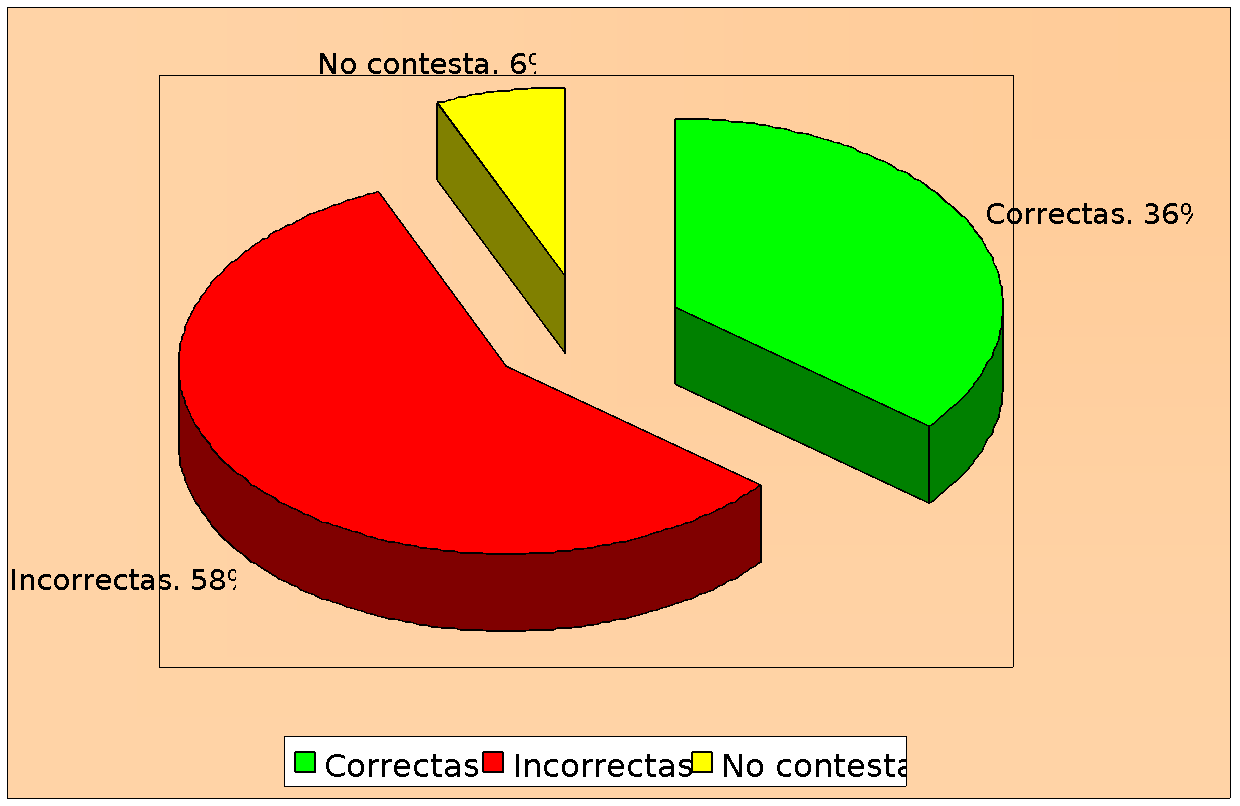 No contesta. 6%
Correctas. 36%
Incorrectas. 58%
Correctas Incorrectas No contesta